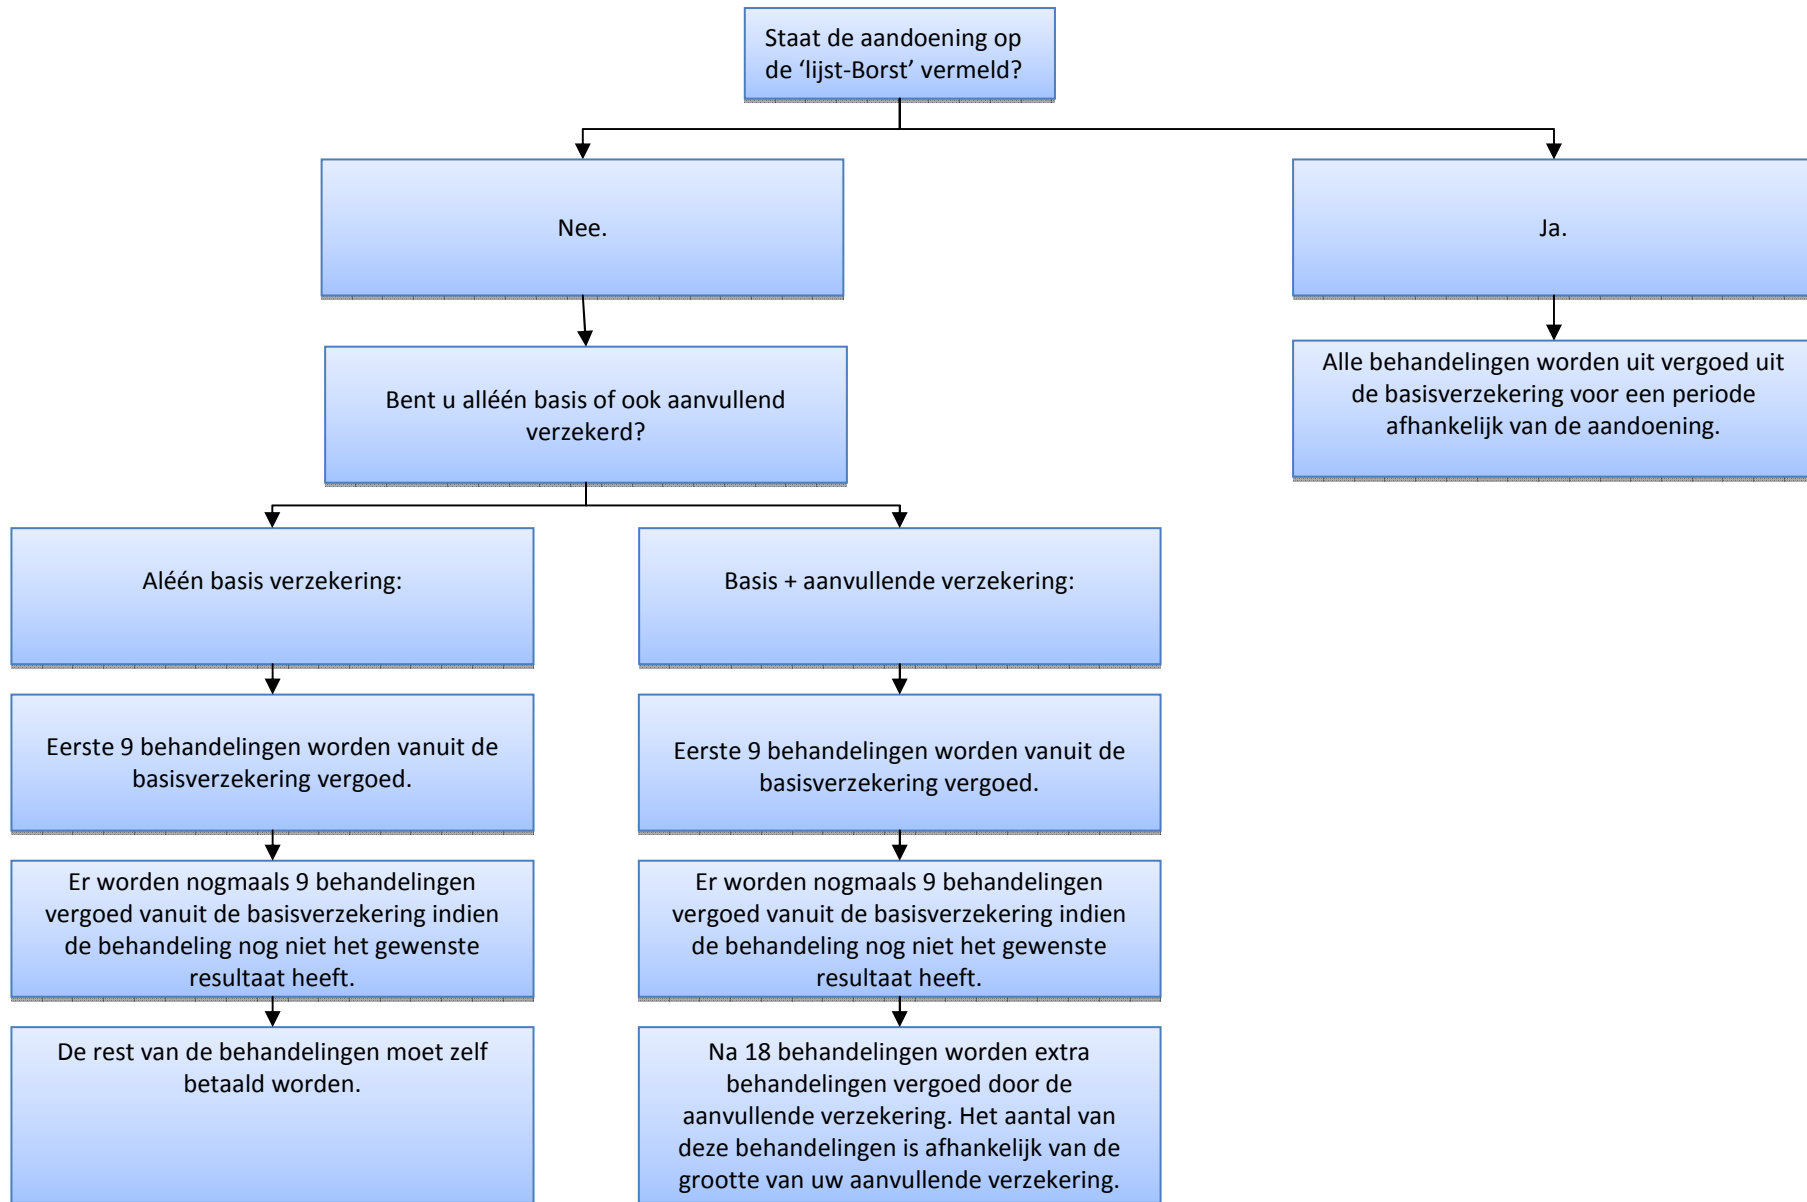 Staat de aandoening op
de ‘lijst-Borst’ vermeld?
Nee.
Ja.
Bent u alléén basis of ook aanvullend
verzekerd?
Alle behandelingen worden uit vergoed uit
de basisverzekering voor een periode
afhankelijk van de aandoening.
Aléén basis verzekering:
Basis + aanvullende verzekering:
Eerste 9 behandelingen worden vanuit de
basisverzekering vergoed.
Eerste 9 behandelingen worden vanuit de
basisverzekering vergoed.
Er worden nogmaals 9 behandelingen
vergoed vanuit de basisverzekering indien
de behandeling nog niet het gewenste
resultaat heeft.
Er worden nogmaals 9 behandelingen
vergoed vanuit de basisverzekering indien
de behandeling nog niet het gewenste
resultaat heeft.
De rest van de behandelingen moet zelf
betaald worden.
Na 18 behandelingen worden extra
behandelingen vergoed door de
aanvullende verzekering. Het aantal van
deze behandelingen is afhankelijk van de
grootte van uw aanvullende verzekering.